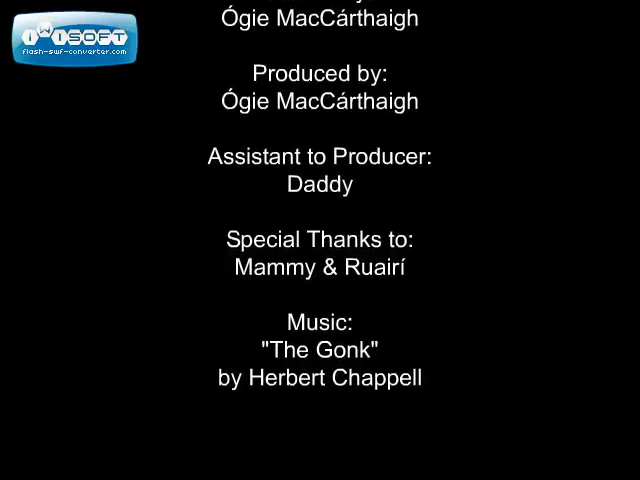 Ógie MacCárthaigh
Produced by:
Ógie MacCárthaigh
Assistant to Producer:
Daddy
Special Thanks to:
Mammy & Ruairí
Music:
"The Gonk"
by Herbert Chappell
iWiSOFT
flash-swf-converter.com